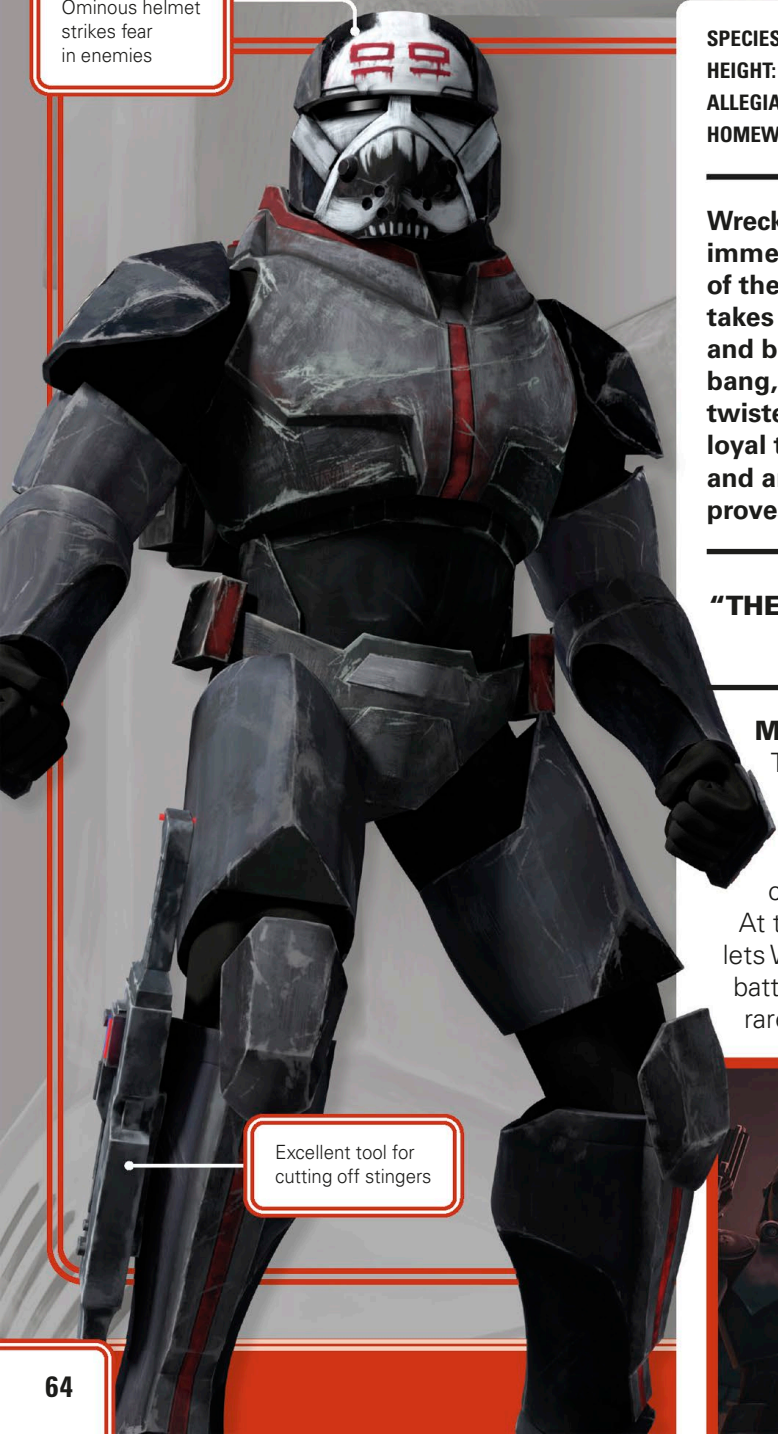 Ominous helmet
strikes fear
in enemies
SPECIES
HEIGHT:
ALLEGIA
HOMEW
Wreck
imme
of the
takes
and b
bang,
twiste
loyal t
and a
prove
"THE
M
T
o
At t
lets W
batt
rare
Excellent tool for
cutting off stingers
64